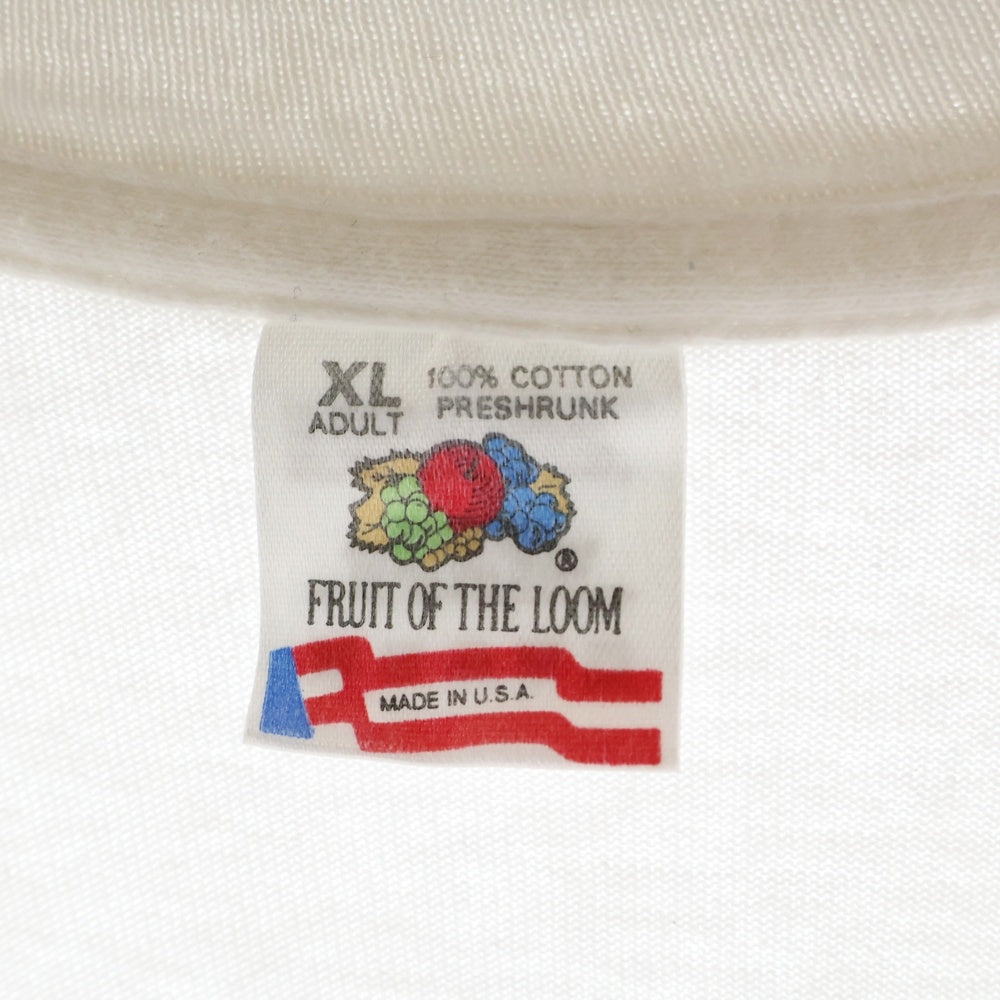 XL
ADULT
100% COTTON
PRESHRUNK
®
FRUIT OF THE LOOM
MADE IN U.S.A.